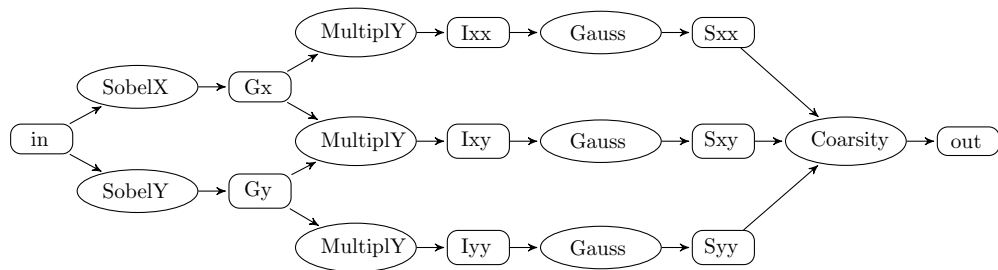 MultiplY
Ixx
Gauss
Sxx
SobelX
Gx
in
MultiplY
Ixy
Gauss
Sxy
Coarsity
out
SobelY
Gy
MultiplY
Iyy
Gauss
Syy